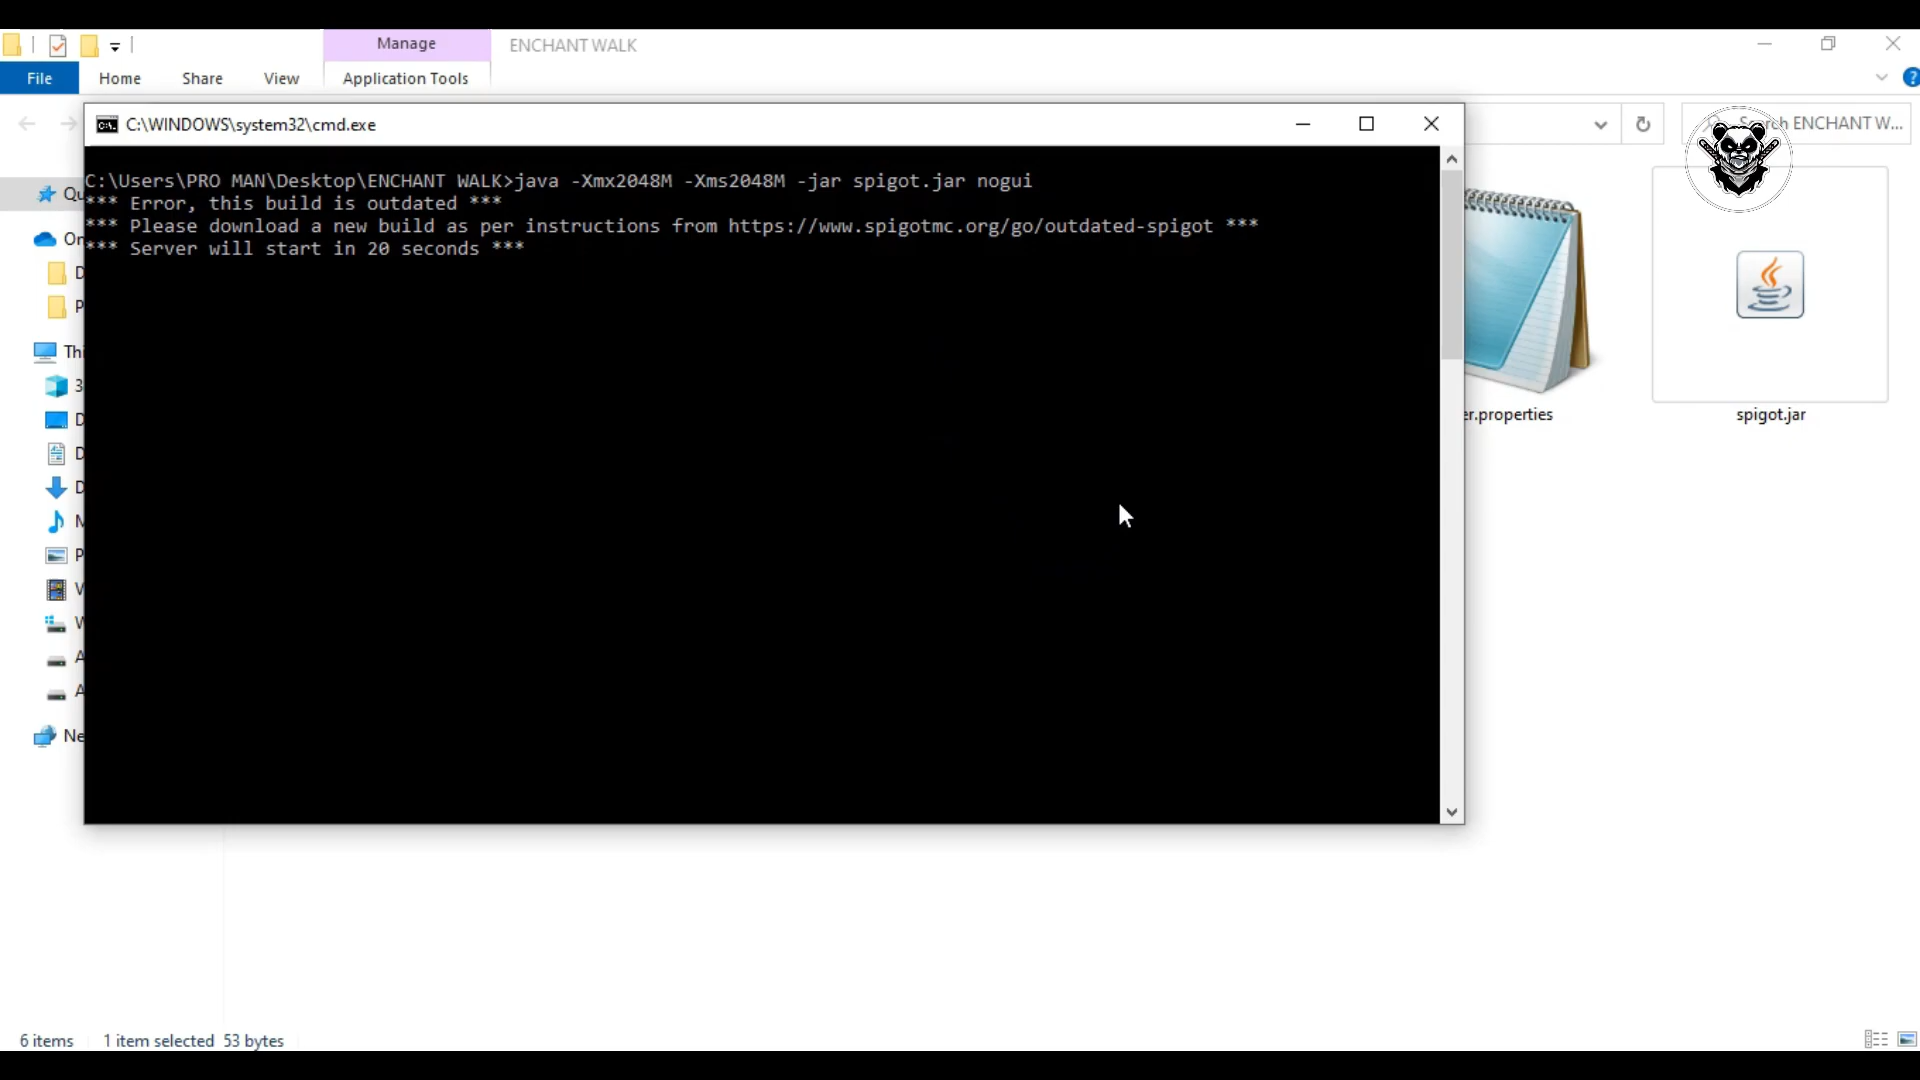 Manage
ENCHANT WALK
File
Home
Share
View
Application Tools
C:\WINDOWS\system32\cmd.exe
ENCHANT W...
C:\Users\PRO MAN\Desktop\ENCHANT WALK>java -Xmx2048M -Xms2048M -jar spigot.jar nogui
*** Error, this build is outdated ***
*** Please download a new build as per instructions from https://www.spigotmc.org/go/outdated-spigot ***
*** Server will start in 20 seconds ***
er.properties
spigot.jar
6 items
1 item selected 53 bytes